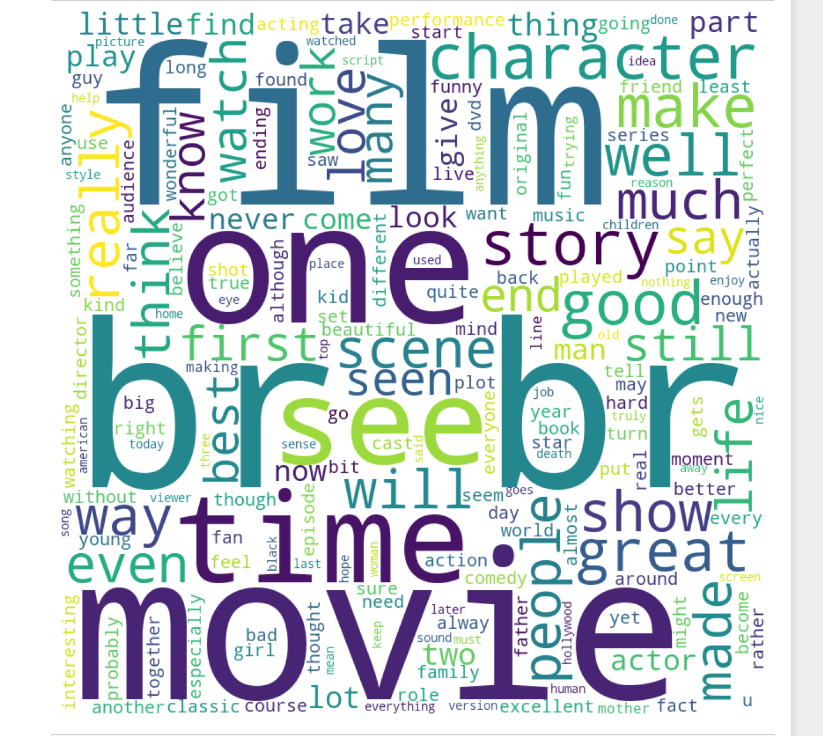 little find acting take performance thing going done part
picture watched start
play script character idea
guy long found work funny friend least
film
help watch love many give dvd make
anyone use wonderful ending saw original fun trying series
style really audience know live anything well perfect
got reason much
something think never come look want music children actually
far believe different story say
one
shot true although place used back played point
kind eye kid quite end good nothing enjoy enough
home set beautiful mind line new
director first top scene man old still
making seen plot tell
br br
big best go see job may hard gets life nice
right year book truly turn
american today three sense cast said everyone star death
watching now bit put real moment away
without viewer though will seem goes better
song way episode day show every
young fan time people world almost
feel black last hope woman action great
even comedy around screen
sure need
movie
interesting probably together especially bad girl thought mean keep later alway sound must father hollywood yet might made become rather
two actor
family
lot role human u
another classic course everything version excellent mother fact